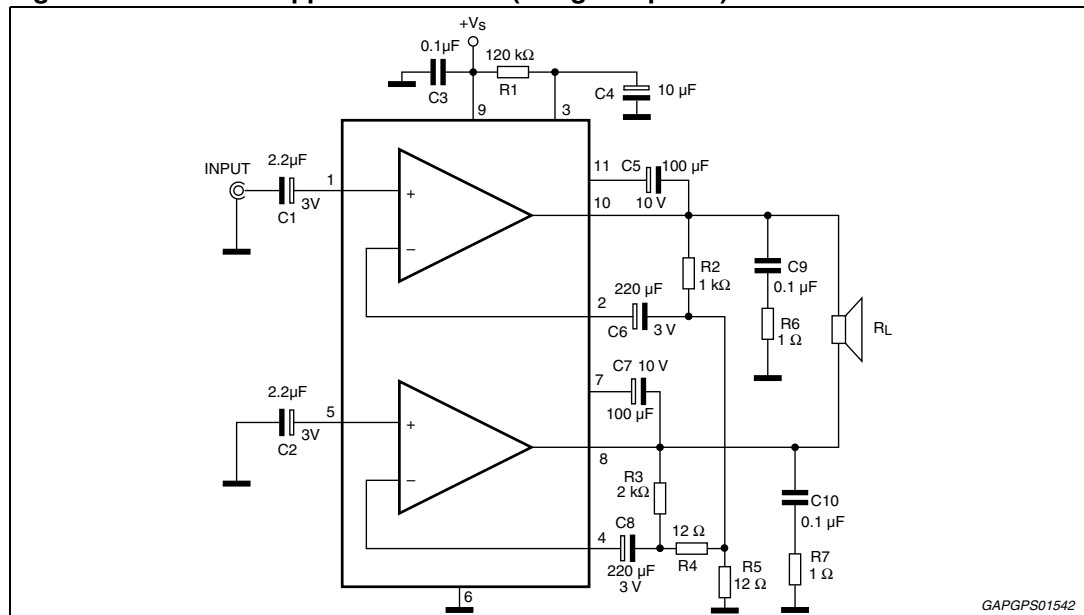 +VS
0.1µF
120 kΩ
C3
R1
C4
10 µF
9
3
INPUT
2.2µF
1
3V
C1
+
–
11
C5
100 µF
10
10 V
R2
1 kΩ
C9
0.1 µF
220 µF
2
C6
3 V
R6
1 Ω
RL
C7
10 V
7
100 µF
2.2µF
5
3V
C2
+
–
8
R3
2 kΩ
C10
0.1 µF
C8
12 Ω
4
220 µF
3 V
R4
R5
12 Ω
R7
1 Ω
6
GAPGPS01542